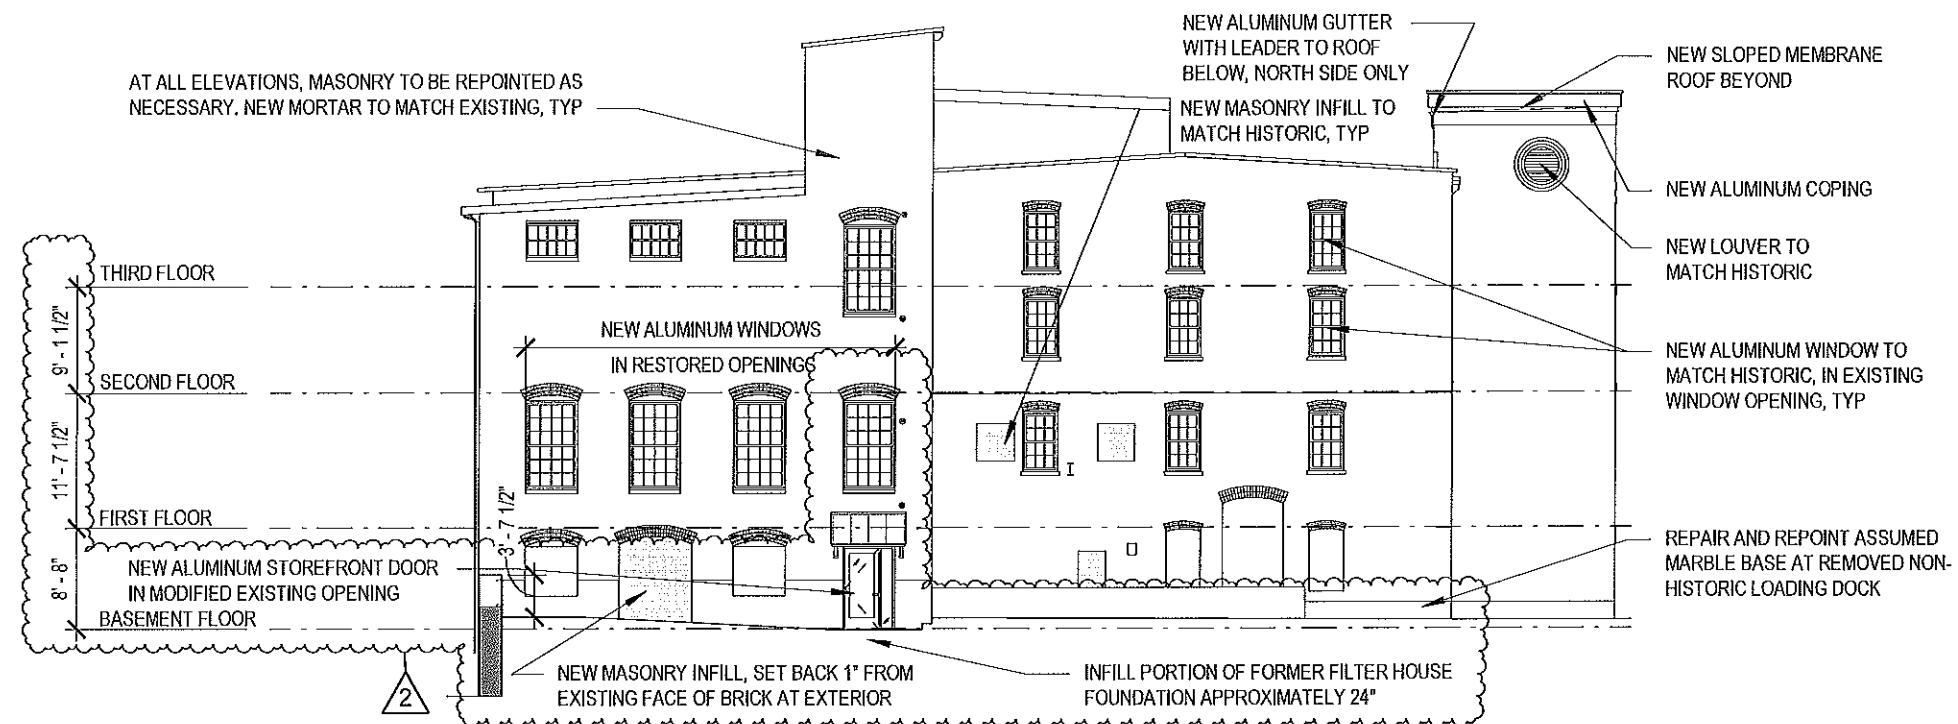 AT ALL ELEVATIONS, MASONRY TO BE REPOINTED AS
NECESSARY. NEW MORTAR TO MATCH EXISTING, TYP
NEW ALUMINUM GUTTER
WITH LEADER TO ROOF
BELOW, NORTH SIDE ONLY
NEW MASONRY INFILL TO
MATCH HISTORIC, TYP
NEW SLOPED MEMBRANE
ROOF BEYOND
NEW ALUMINUM COPING
NEW LOUVER TO
MATCH HISTORIC
NEW ALUMINUM WINDOW TO
MATCH HISTORIC, IN EXISTING
WINDOW OPENING, TYP
REPAIR AND REPOINT ASSUMED
MARBLE BASE AT REMOVED NON-
HISTORIC LOADING DOCK
THIRD FLOOR
9' - 1 1/2"
SECOND FLOOR
11' - 7 1/2"
FIRST FLOOR
8' - 8"
BASEMENT FLOOR
NEW ALUMINUM WINDOWS
IN RESTORED OPENINGS
3' - 7 1/2"
NEW ALUMINUM STOREFRONT DOOR
IN MODIFIED EXISTING OPENING
2
NEW MASONRY INFILL, SET BACK 1" FROM
EXISTING FACE OF BRICK AT EXTERIOR
INFILL PORTION OF FORMER FILTER HOUSE
FOUNDATION APPROXIMATELY 24"